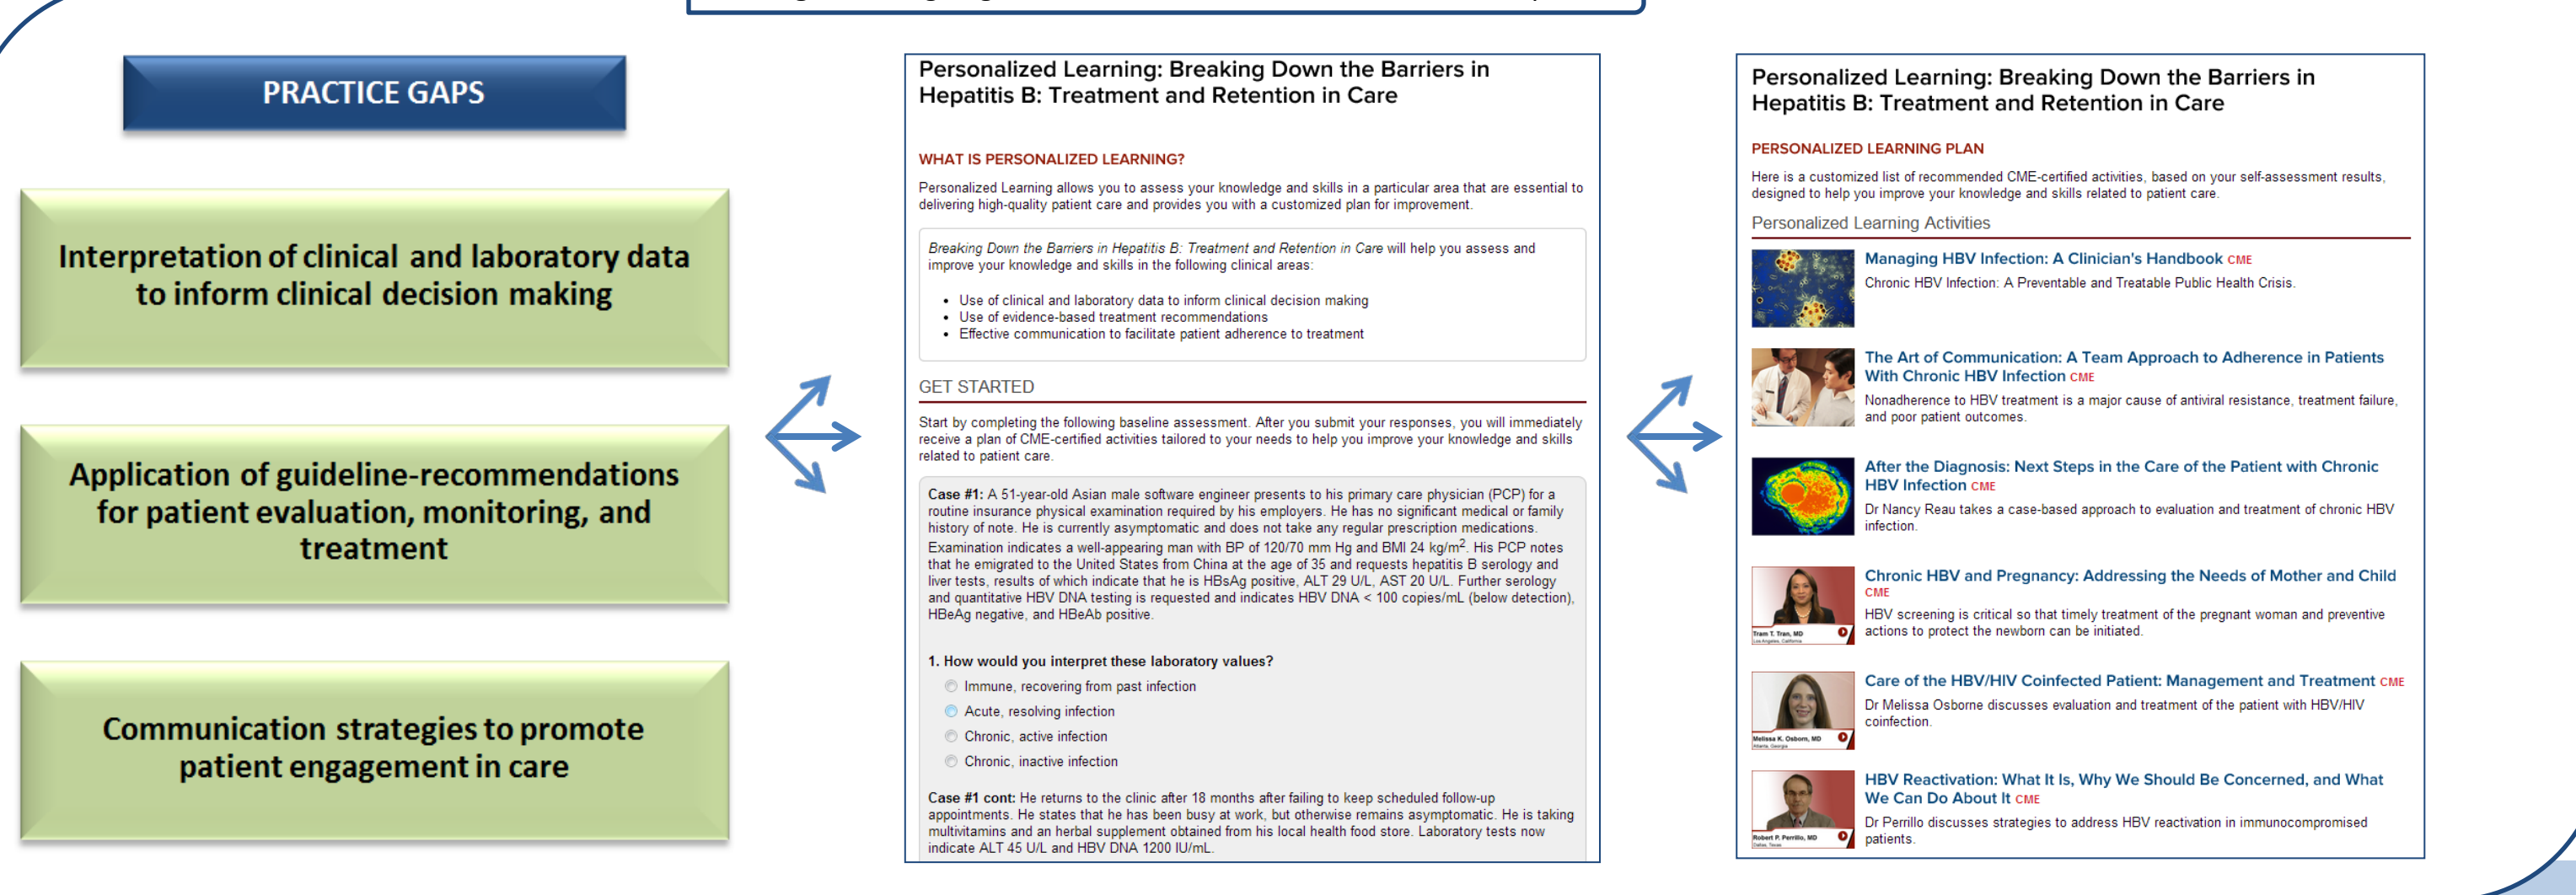 PRACTICE GAPS
Interpretation of clinical and laboratory data
to inform clinical decision making
Application of guideline-recommendations
for patient evaluation, monitoring, and
treatment
Communication strategies to promote
patient engagement in care
Personalized Learning: Breaking Down the Barriers in
Hepatitis B: Treatment and Retention in Care
WHAT IS PERSONALIZED LEARNING?
Personalized Learning allows you to assess your knowledge and skills in a particular area that are essential to
delivering high-quality patient care and provides you with a customized plan for improvement.
Breaking Down the Barriers in Hepatitis B: Treatment and Retention in Care will help you assess and
improve your knowledge and skills in the following clinical areas:
• Use of clinical and laboratory data to inform clinical decision making
• Use of evidence-based treatment recommendations
• Effective communication to facilitate patient adherence to treatment
GET STARTED
Start by completing the following baseline assessment. After you submit your responses, you will immediately
receive a plan of CME-certified activities tailored to your needs to help you improve your knowledge and skills
related to patient care.
Case #1: A 51-year-old Asian male software engineer presents to his primary care physician (PCP) for a
routine insurance physical examination required by his employers. He has no significant medical or family
history of note. He is currently asymptomatic and does not take any regular prescription medications.
Examination indicates a well-appearing man with BP of 120/70 mm Hg and BMI 24 kg/m². His PCP notes
that he emigrated to the United States from China at the age of 35 and requests hepatitis B serology and
liver tests, results of which indicate that he is HBsAg positive, ALT 29 U/L, AST 20 U/L. Further serology
and quantitative HBV DNA testing is requested and indicates HBV DNA < 100 copies/mL (below detection),
HBeAg negative, and HBeAb positive.
1. How would you interpret these laboratory values?
Immune, recovering from past infection
Acute, resolving infection
Chronic, active infection
Chronic, inactive infection
Case #1 cont: He returns to the clinic after 18 months after failing to keep scheduled follow-up
appointments. He states that he has been busy at work, but otherwise remains asymptomatic. He is taking
multivitamins and an herbal supplement obtained from his local health food store. Laboratory tests now
indicate ALT 45 U/L and HBV DNA 1200 IU/mL.
Personalized Learning: Breaking Down the Barriers in
Hepatitis B: Treatment and Retention in Care
PERSONALIZED LEARNING PLAN
Here is a customized list of recommended CME-certified activities, based on your self-assessment results,
designed to help you improve your knowledge and skills related to patient care.
Personalized Learning Activities
Managing HBV Infection: A Clinician's Handbook CME
Chronic HBV Infection: A Preventable and Treatable Public Health Crisis.
The Art of Communication: A Team Approach to Adherence in Patients
With Chronic HBV Infection CME
Nonadherence to HBV treatment is a major cause of antiviral resistance, treatment failure,
and poor patient outcomes.
After the Diagnosis: Next Steps in the Care of the Patient with Chronic
HBV Infection CME
Dr Nancy Reau takes a case-based approach to evaluation and treatment of chronic HBV
infection.
Chronic HBV and Pregnancy: Addressing the Needs of Mother and Child
CME
HBV screening is critical so that timely treatment of the pregnant woman and preventive
actions to protect the newborn can be initiated.
Tram T. Tran, MD
Los Angeles, California
Care of the HBV/HIV Coinfected Patient: Management and Treatment CME
Dr Melissa Osborne discusses evaluation and treatment of the patient with HBV/HIV
coinfection.
Melissa K. Osborn, MD
Atlanta, Georgia
HBV Reactivation: What It Is, Why We Should Be Concerned, and What
We Can Do About It CME
Dr Perrillo discusses strategies to address HBV reactivation in immunocompromised
patients.
Robert P. Perrillo, MD
Dallas, Texas